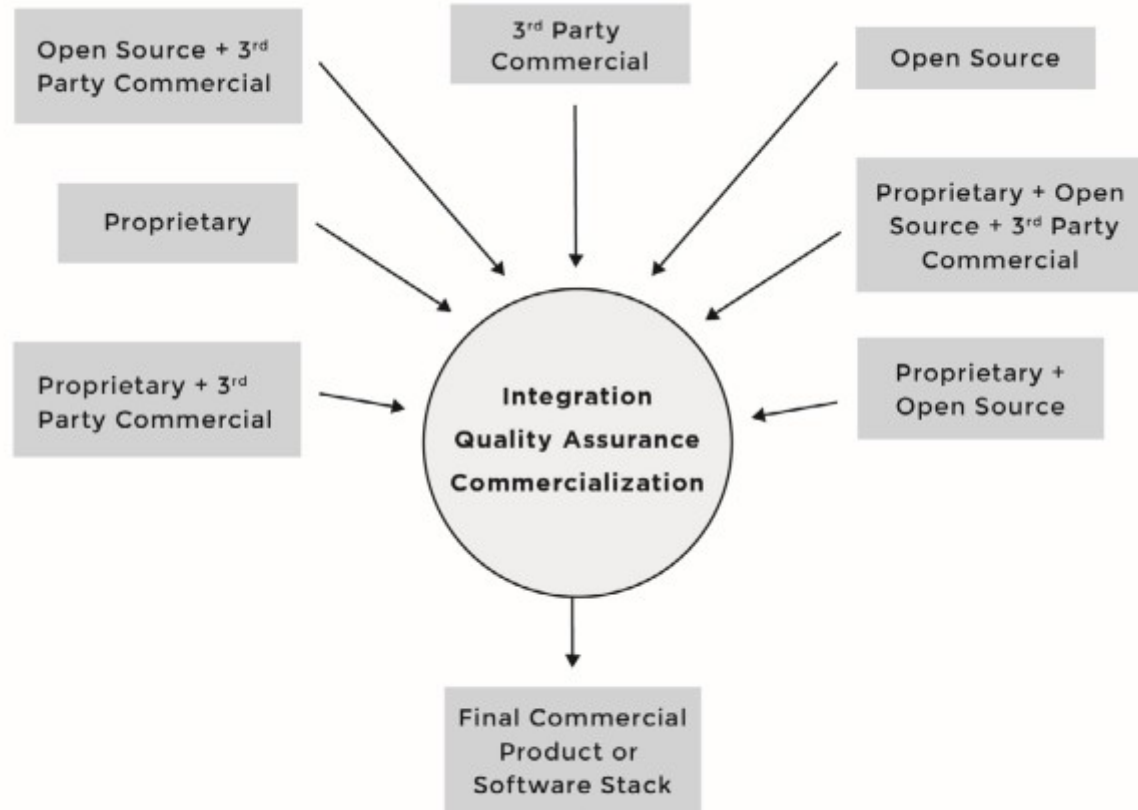 Open Source + 3rd
Party Commercial
3rd Party
Commercial
Open Source
Proprietary
Proprietary + Open
Source + 3rd Party
Commercial
Proprietary + 3rd
Party Commercial
Proprietary +
Open Source
Integration
Quality Assurance
Commercialization
Final Commercial
Product or
Software Stack